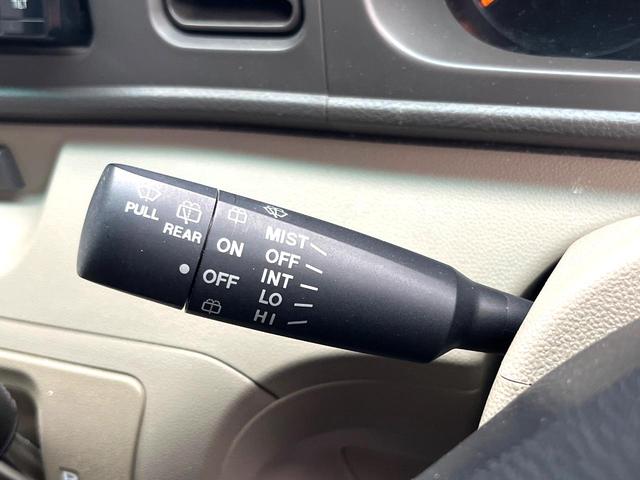 PULL
REAR
ON
OFF
MIST
OFF
INT
LO
HI